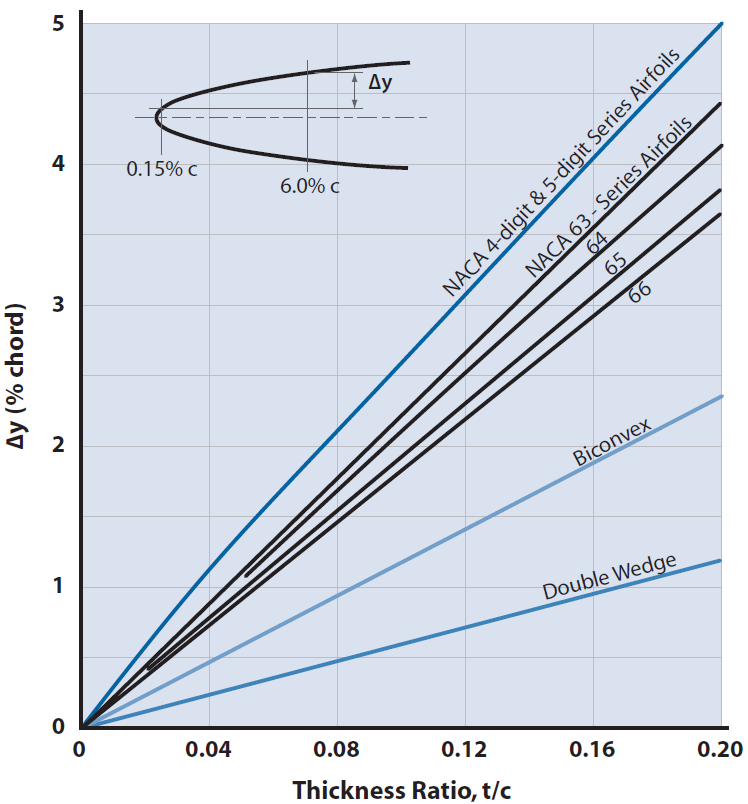 5
4
3
2
1
0
Δy (% chord)
Δy
0.15% c
6.0% c
NACA 4-digit & 5-digit Series Airfoils
NACA 63 - Series Airfoils
64
65
66
Biconvex
Double Wedge
0 0.04 0.08 0.12 0.16 0.20
Thickness Ratio, t/c